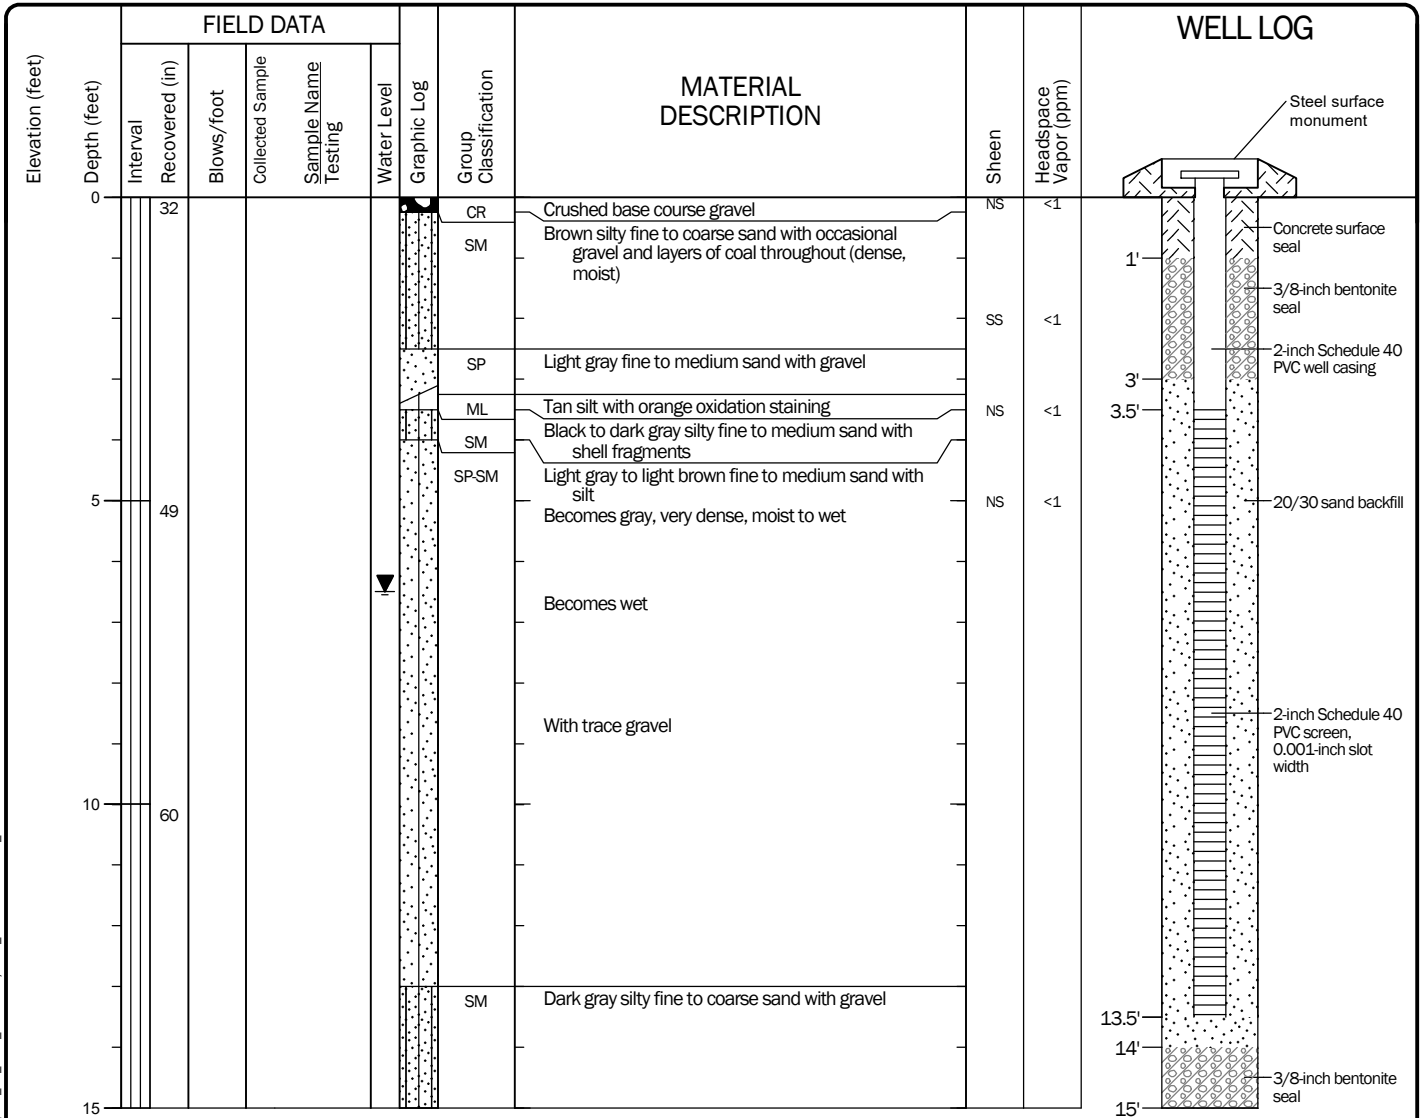 FIELD DATA
WELL LOG
Elevation (feet)
Depth (feet)
Interval
Recovered (in)
Blows/foot
Collected Sample
Sample Name
Testing
Water Level
Graphic Log
Group
Classification
MATERIAL
DESCRIPTION
Sheen
Headspace
Vapor (ppm)
Steel surface
monument
0
32
CR
Crushed base course gravel
NS
<1
SM
Brown silty fine to coarse sand with occasional
gravel and layers of coal throughout (dense,
moist)
Concrete surface
seal
1'
3/8-inch bentonite
seal
SS
<1
SP
Light gray fine to medium sand with gravel
2-inch Schedule 40
PVC well casing
3'
ML
Tan silt with orange oxidation staining
NS
<1
3.5'
SM
Black to dark gray silty fine to medium sand with
shell fragments
SP-SM
Light gray to light brown fine to medium sand with
silt
5
49
NS
<1
20/30 sand backfill
Becomes gray, very dense, moist to wet
Becomes wet
With trace gravel
2-inch Schedule 40
PVC screen,
0.001-inch slot
width
10
60
SM
Dark gray silty fine to coarse sand with gravel
13.5'
14'
3/8-inch bentonite
seal
15
15'